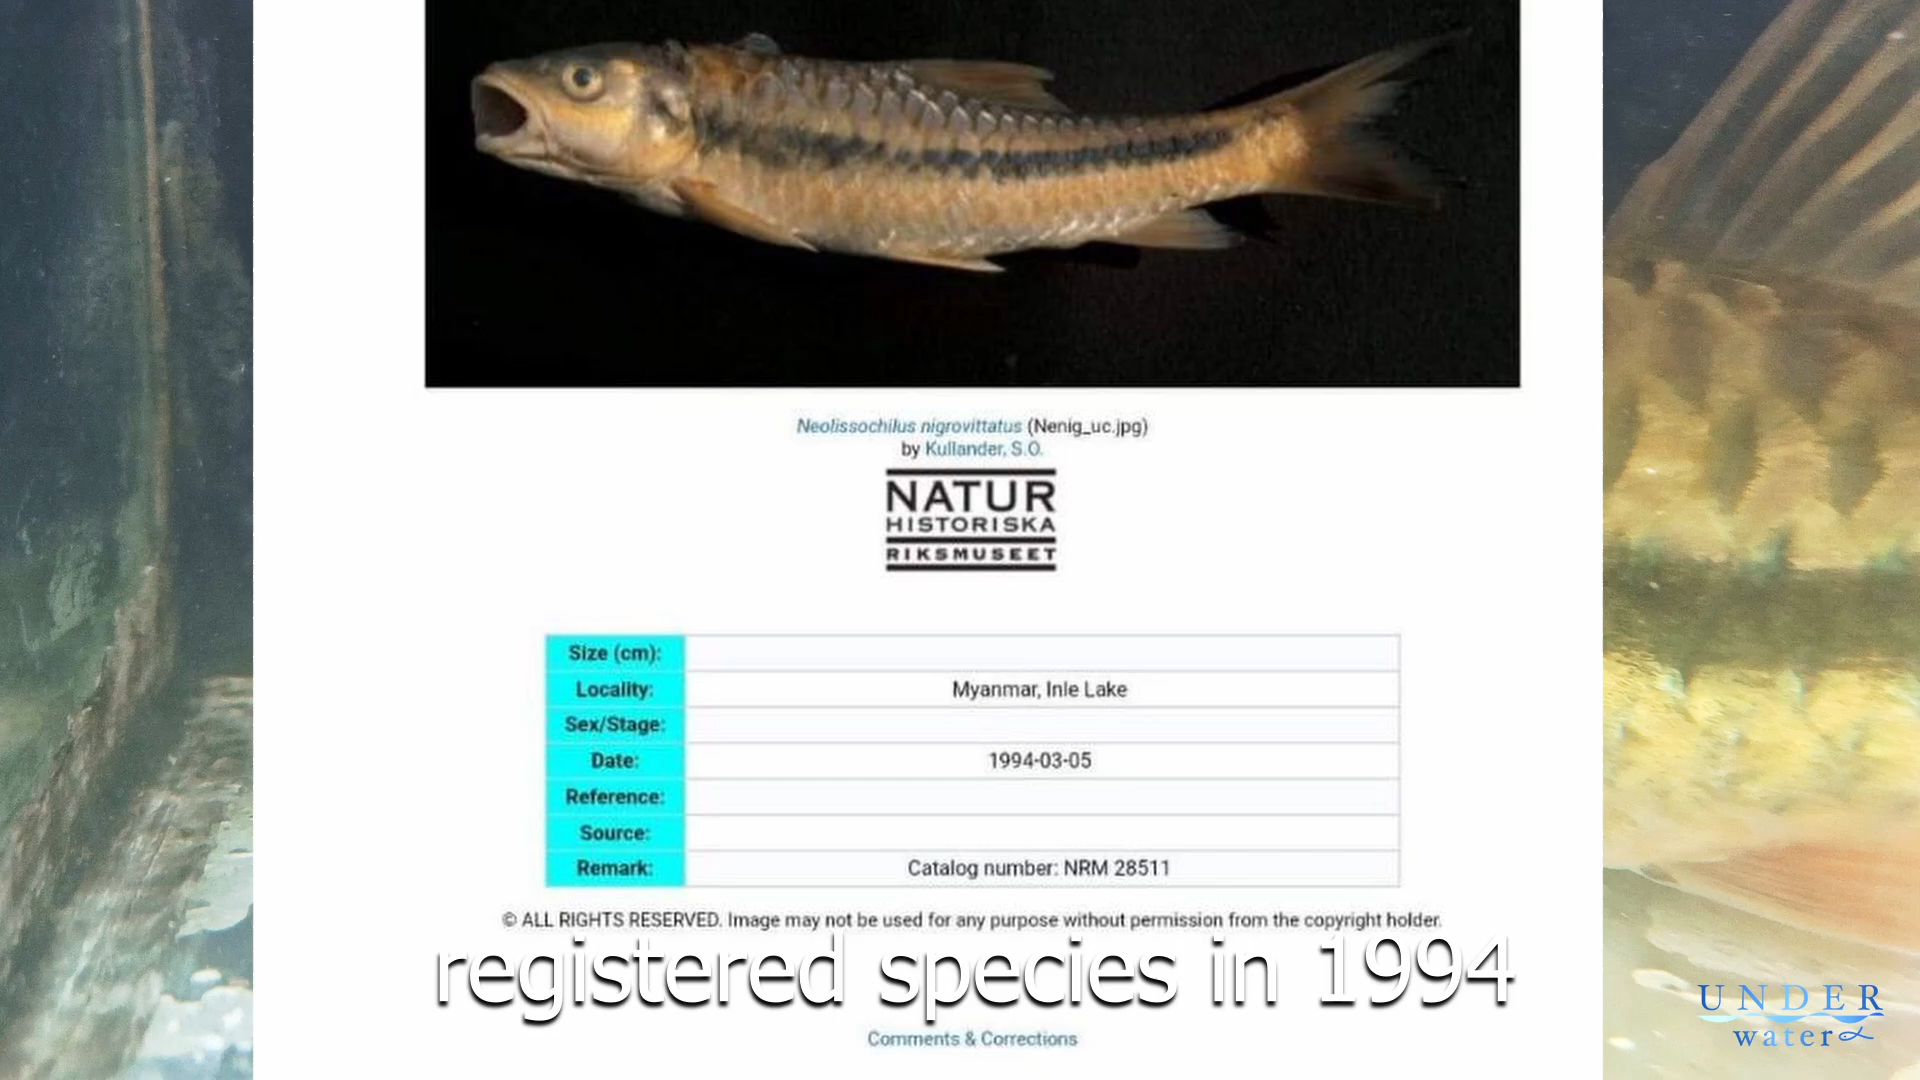 Neolissochilus nigrovittatus (Nenig_uc.jpg)
by Kullander, S.O.
NATUR
HISTORISKA
RIKSMUSEET
Size (cm):
Locality: Myanmar, Inle Lake
Sex/Stage:
Date: 1994-03-05
Reference:
Source:
Remark: Catalog number: NRM 28511
© ALL RIGHTS RESERVED. Image may not be used for any purpose without permission from the copyright holder.
registered species in 1994
Comments & Corrections
UNDER
water